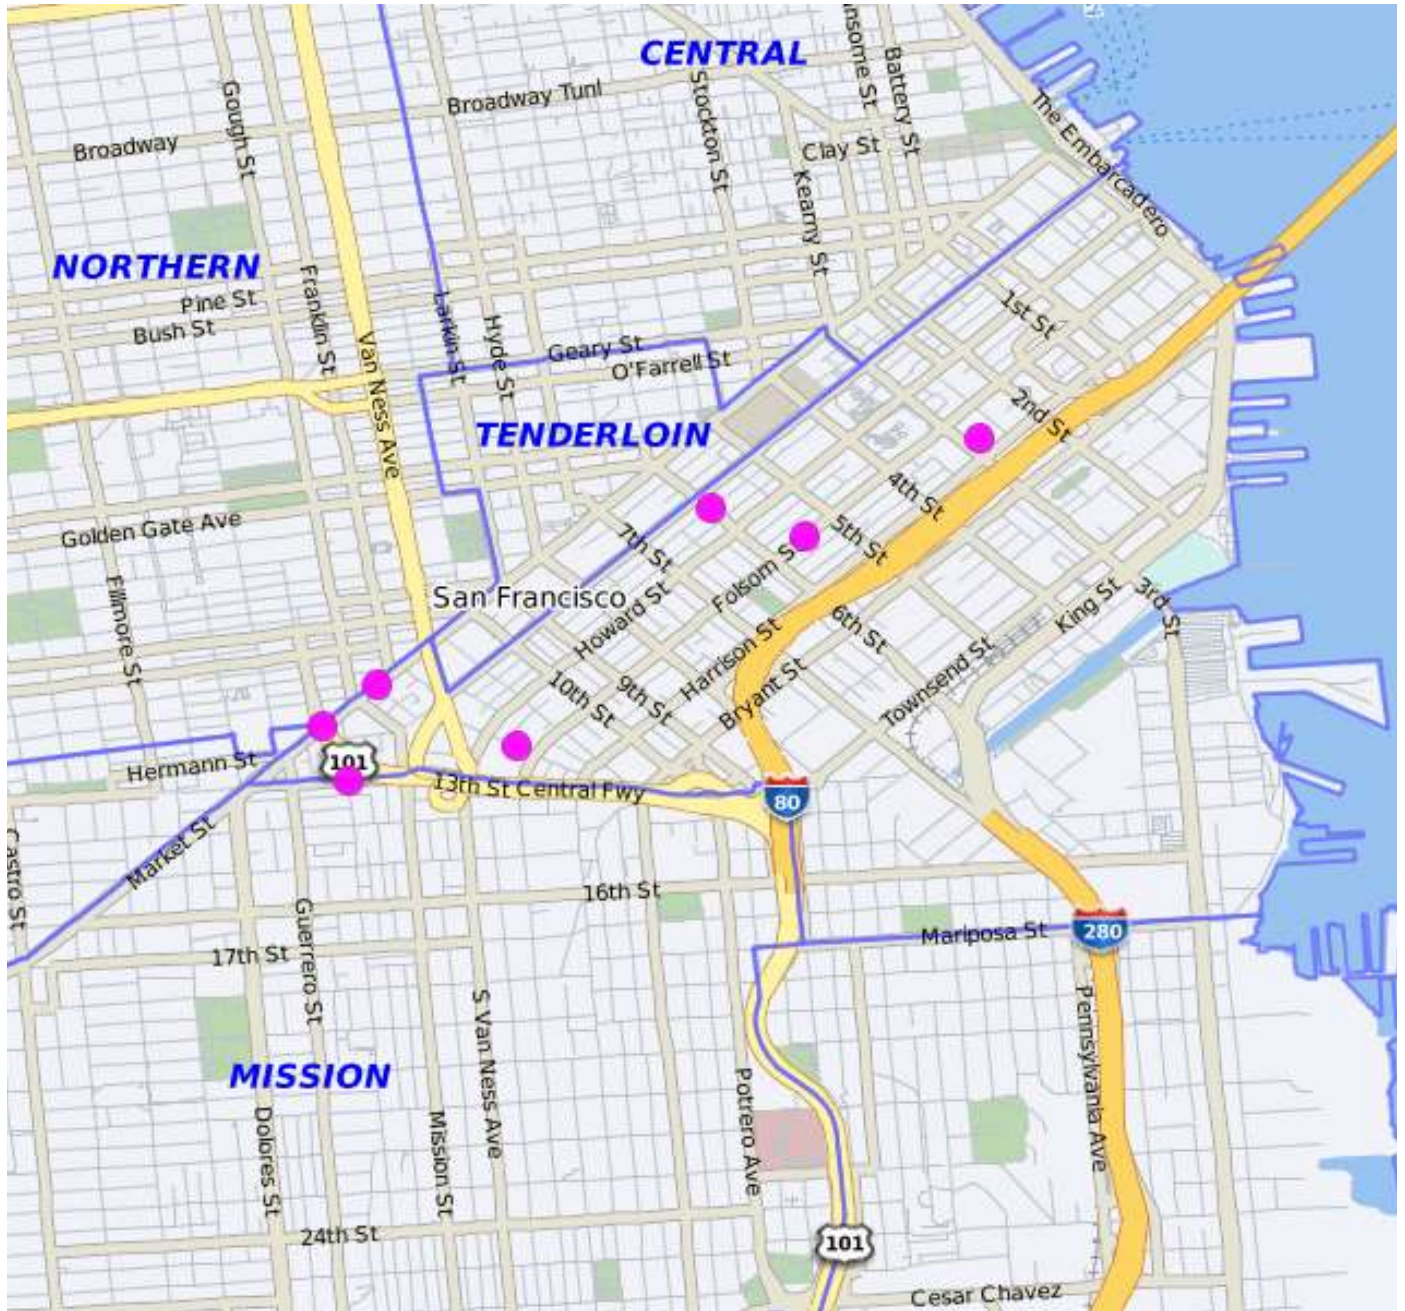 CENTRAL
nsome St
Battery St
Gough St
Stockton St
Broadway Tunl
The Embarcadero
Broadway
Clay St
Kearny St
NORTHERN
Pine St
Franklin St
Larkin St
1st St
Bush St
Hyde St
Van Ness Ave
Geary St
O'Farrell St
2nd St
TENDERLOIN
4th St
Golden Gate Ave
7th St
5th St
Fillmore St
San Francisco
Folsom S
Howard St
6th St
King St
3rd St
Harrison St
Townsend St
10th St
9th St
Bryant St
Hermann St
101
13th St Central Fwy
80
Market St
Castro St
16th St
Guerrero St
17th St
Mariposa St
280
S Van Ness Ave
Pennsylvania Ave
MISSION
Potrero Ave
Dolores St
Mission St
24th St
101
Cesar Chavez